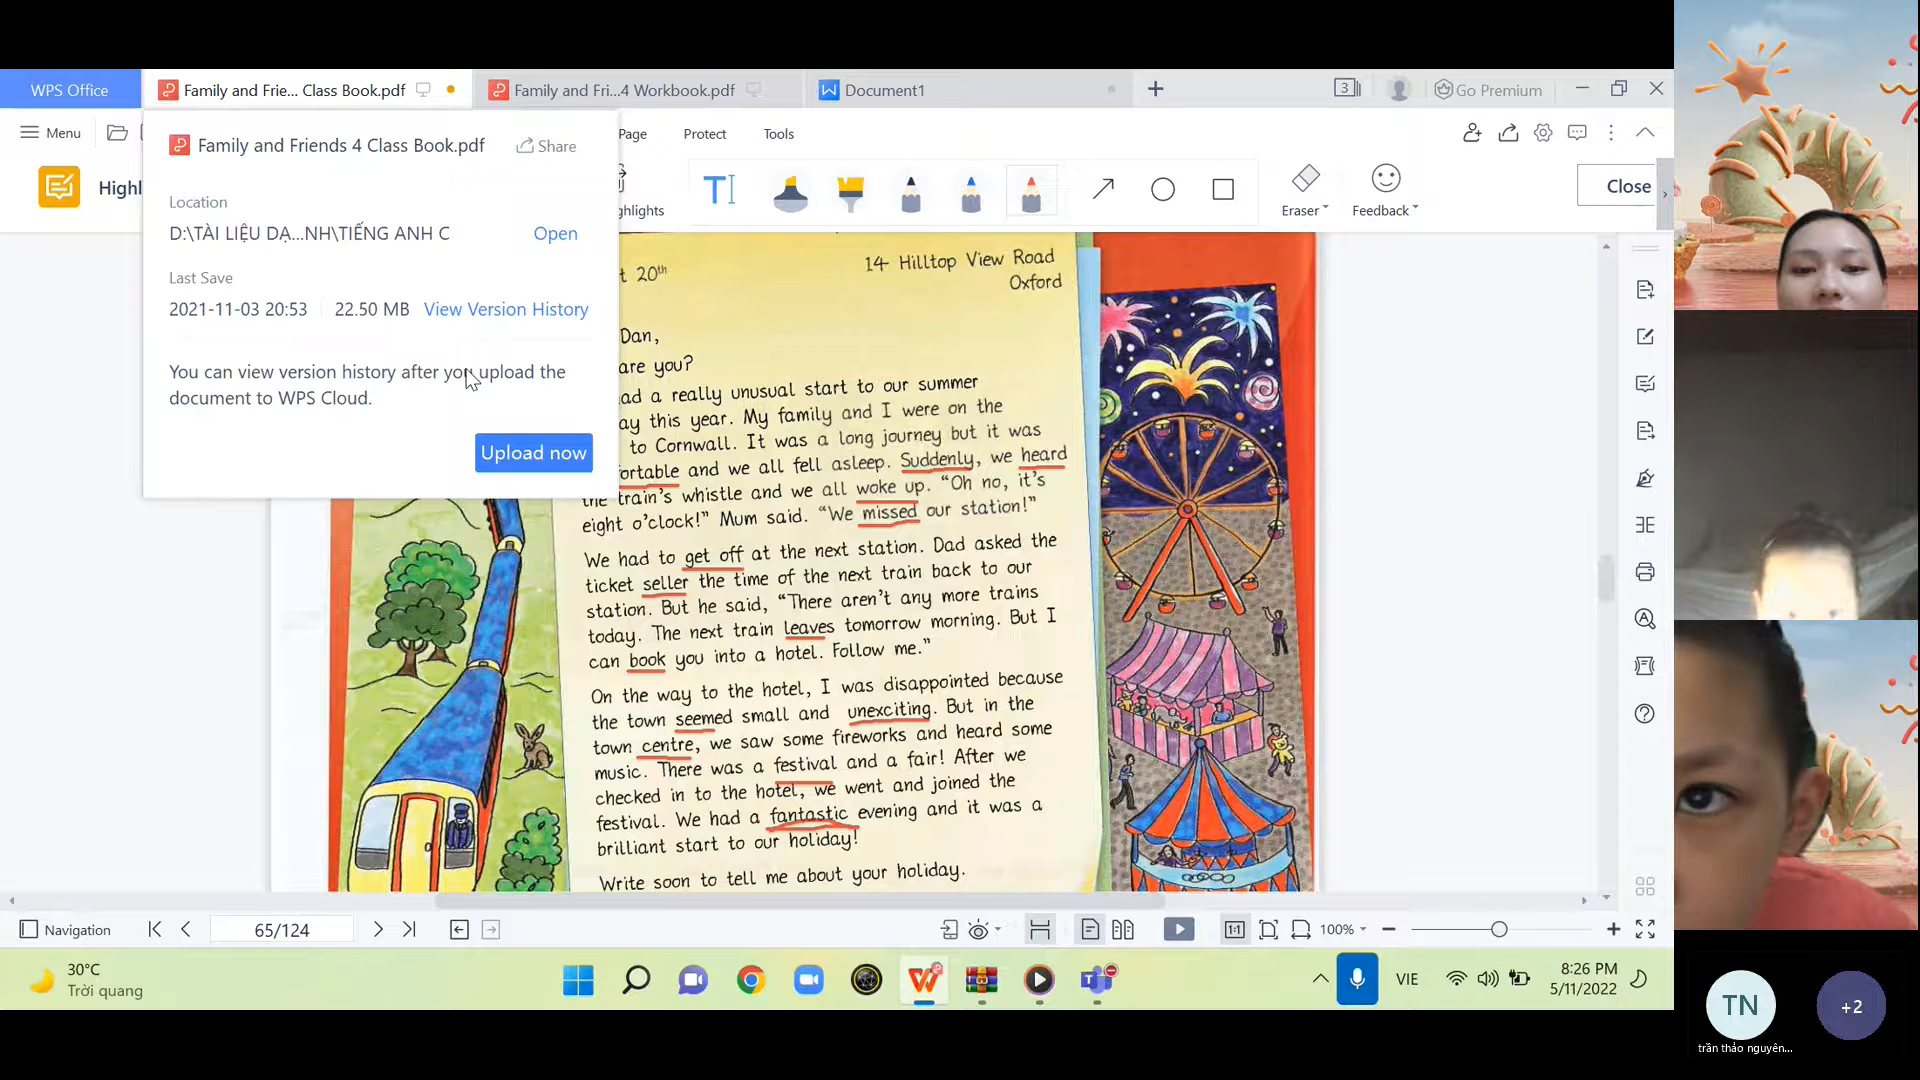 WPS Office
Family and Frie... Class Book.pdf
Family and Fri...4 Workbook.pdf
Document1
3
Go Premium
Menu
Page
Protect
Tools
Family and Friends 4 Class Book.pdf
Share
Highl
ghlights
Eraser
Feedback
Close
Location
D:\TÀI LIỆU DẠ...NH\TIẾNG ANH C
Open
Last Save
2021-11-03 20:53
22.50 MB
View Version History
You can view version history after you upload the
document to WPS Cloud.
Upload now
t 20th
14 Hilltop View Road
Oxford
Dan,
are you?
ad a really unusual start to our summer
ay this year. My family and I were on the
to Cornwall. It was a long journey but it was
fortable and we all fell asleep. Suddenly, we heard
the train's whistle and we all woke up. “Oh no, it's
eight o'clock!” Mum said. “We missed our station!”
We had to get off at the next station. Dad asked the
ticket seller the time of the next train back to our
station. But he said, “There aren't any more trains
today. The next train leaves tomorrow morning. But I
can book you into a hotel. Follow me.”
On the way to the hotel, I was disappointed because
the town seemed small and unexciting. But in the
town centre, we saw some fireworks and heard some
music. There was a festival and a fair! After we
checked in to the hotel, we went and joined the
festival. We had a fantastic evening and it was a
brilliant start to our holiday!
Write soon to tell me about your holiday.
Navigation
65/124
1:1
100%
30°C
Trời quang
VIE
8:26 PM
5/11/2022
TN
+2
trần thảo nguyên...